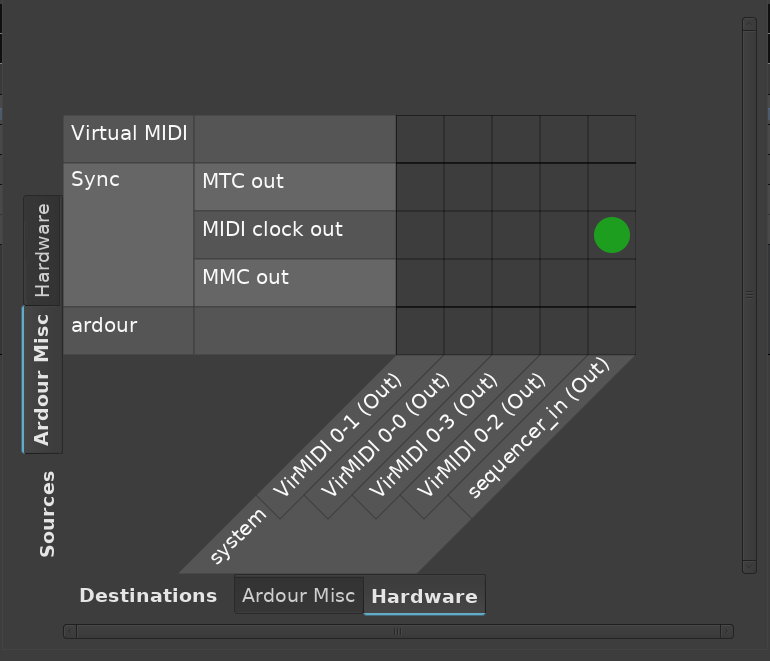 Virtual MIDI
Sync
MTC out
MIDI clock out
MMC out
ardour
Hardware
Ardour Misc
Sources
VirMIDI 0-1 (Out)
VirMIDI 0-0 (Out)
VirMIDI 0-3 (Out)
VirMIDI 0-2 (Out)
sequencer_in (Out)
system
Destinations
Ardour Misc
Hardware